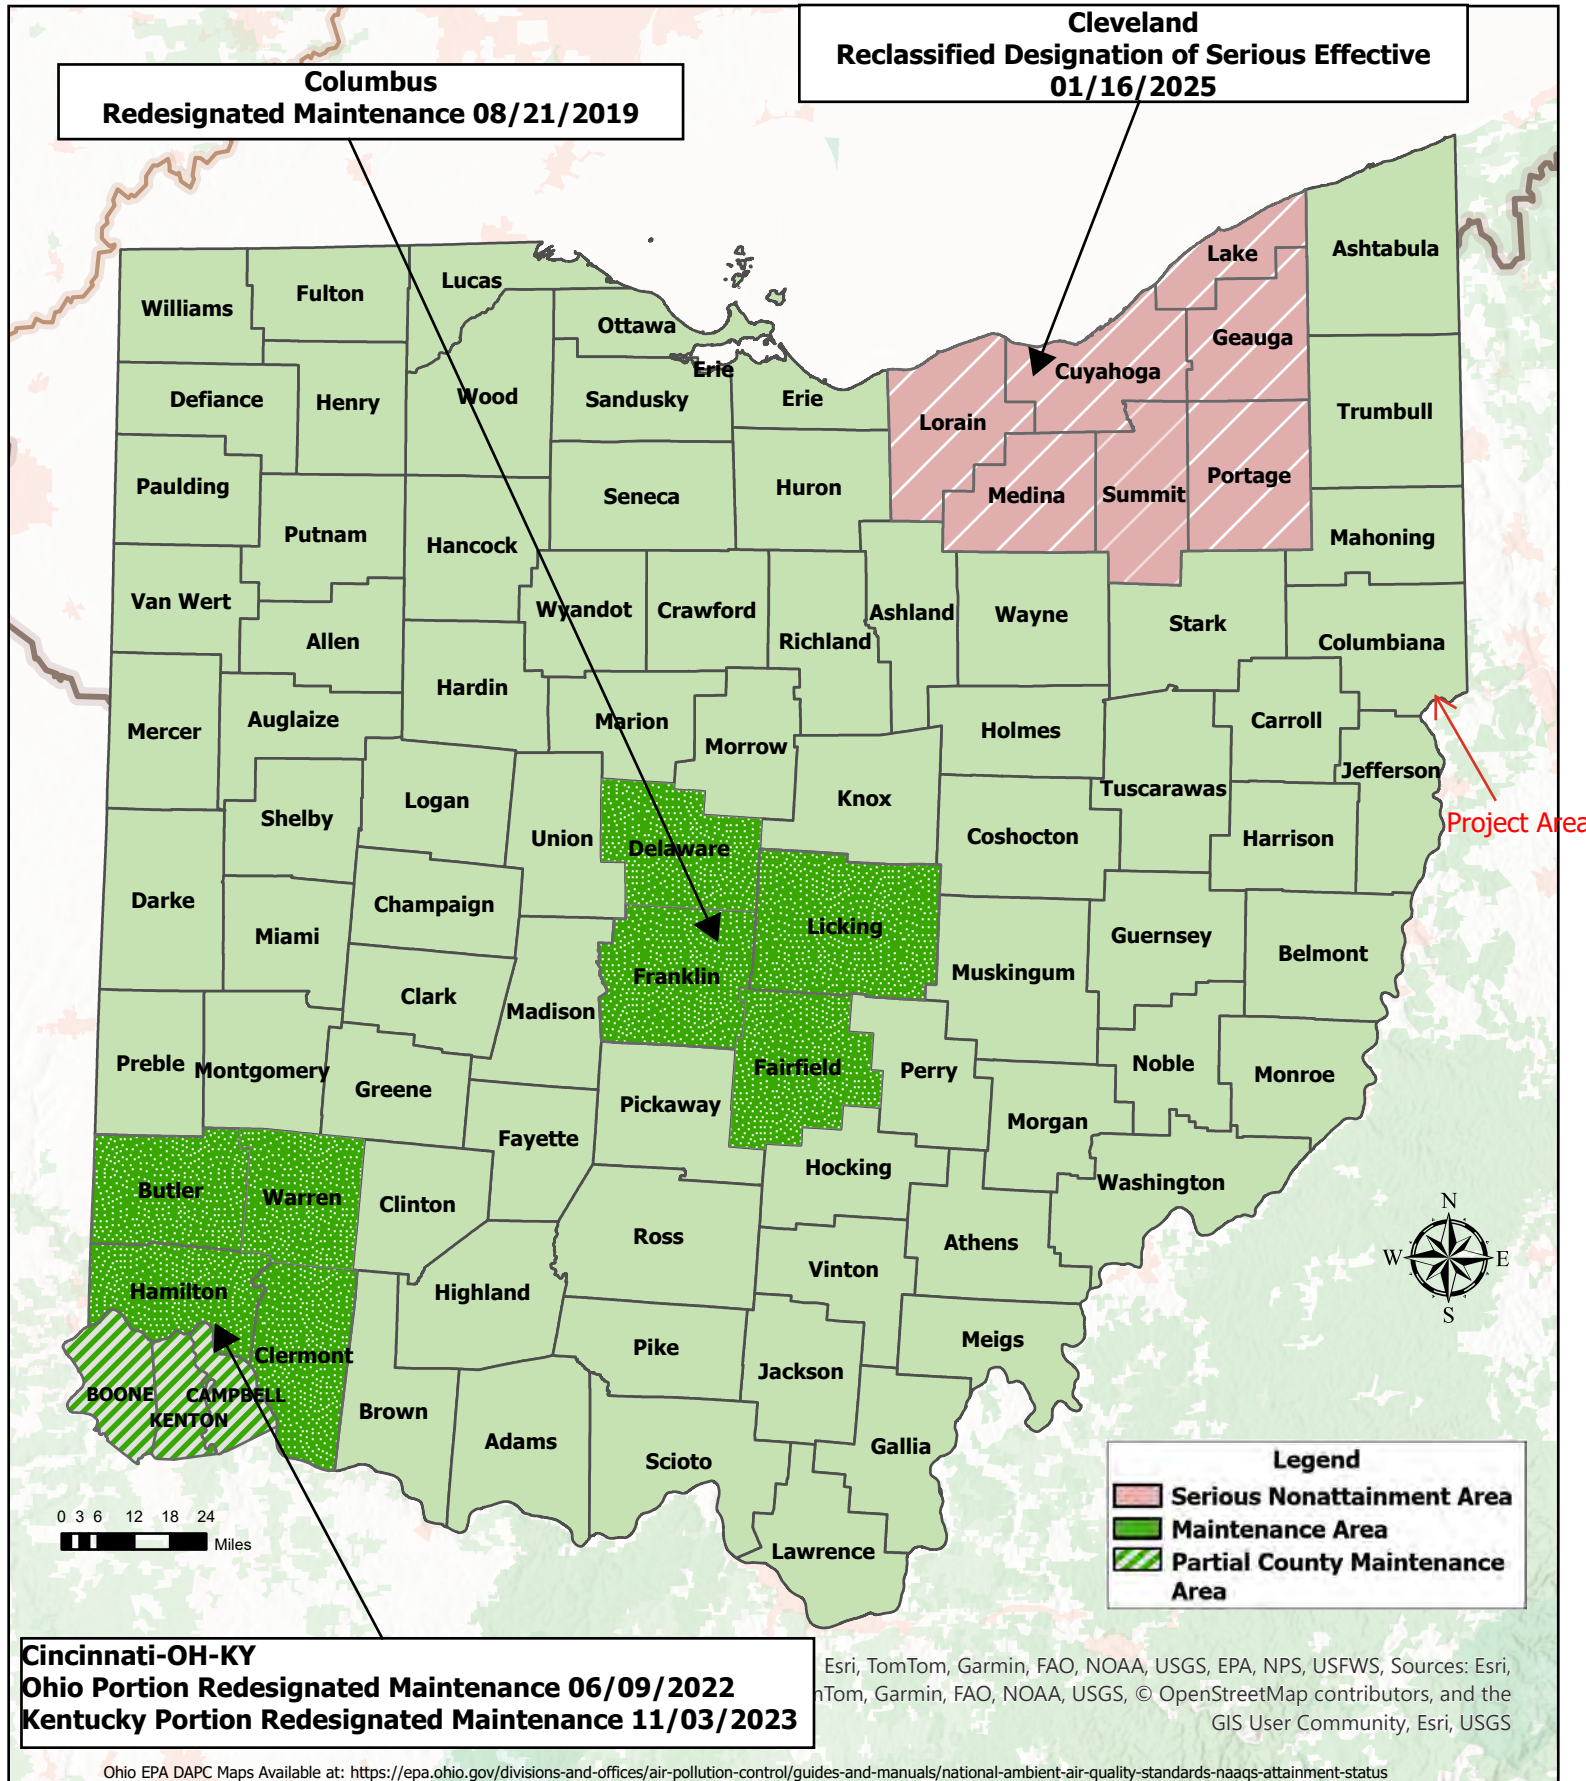 Cleveland
Reclassified Designation of Serious Effective
01/16/2025
Columbus
Redesignated Maintenance 08/21/2019
Lake
Ashtabula
Lucas
Fulton
Williams
Ottawa
Geauga
Erie
Cuyahoga
Defiance
Henry
Wood
Sandusky
Erie
Lorain
Trumbull
Paulding
Seneca
Huron
Medina
Summit
Portage
Putnam
Hancock
Mahoning
Van Wert
Wyandot
Crawford
Ashland
Wayne
Stark
Allen
Richland
Columbiana
Hardin
Mercer
Auglaize
Marion
Morrow
Holmes
Carroll
Jefferson
Logan
Knox
Tuscarawas
Shelby
Project Area
Union
Delaware
Coshocton
Harrison
Darke
Champaign
Miami
Licking
Guernsey
Belmont
Franklin
Muskingum
Clark
Madison
Preble
Montgomery
Fairfield
Perry
Noble
Monroe
Greene
Pickaway
Morgan
Fayette
Hocking
Butler
Warren
Clinton
Washington
N
Ross
Athens
W
E
Vinton
Hamilton
Highland
S
Clermont
Pike
Meigs
Jackson
BOONE
CAMPBELL
KENTON
Brown
Adams
Gallia
Scioto
Legend
Serious Nonattainment Area
Maintenance Area
Partial County Maintenance
Area
0 3 6 12 18 24
Miles
Lawrence
Cincinnati-OH-KY
Ohio Portion Redesignated Maintenance 06/09/2022
Kentucky Portion Redesignated Maintenance 11/03/2023
Esri, TomTom, Garmin, FAO, NOAA, USGS, EPA, NPS, USFWS, Sources: Esri,
Tom, Garmin, FAO, NOAA, USGS, © OpenStreetMap contributors, and the
GIS User Community, Esri, USGS
Ohio EPA DAPC Maps Available at: https://epa.ohio.gov/divisions-and-offices/air-pollution-control/guides-and-manuals/national-ambient-air-quality-standards-naaqs-attainment-status